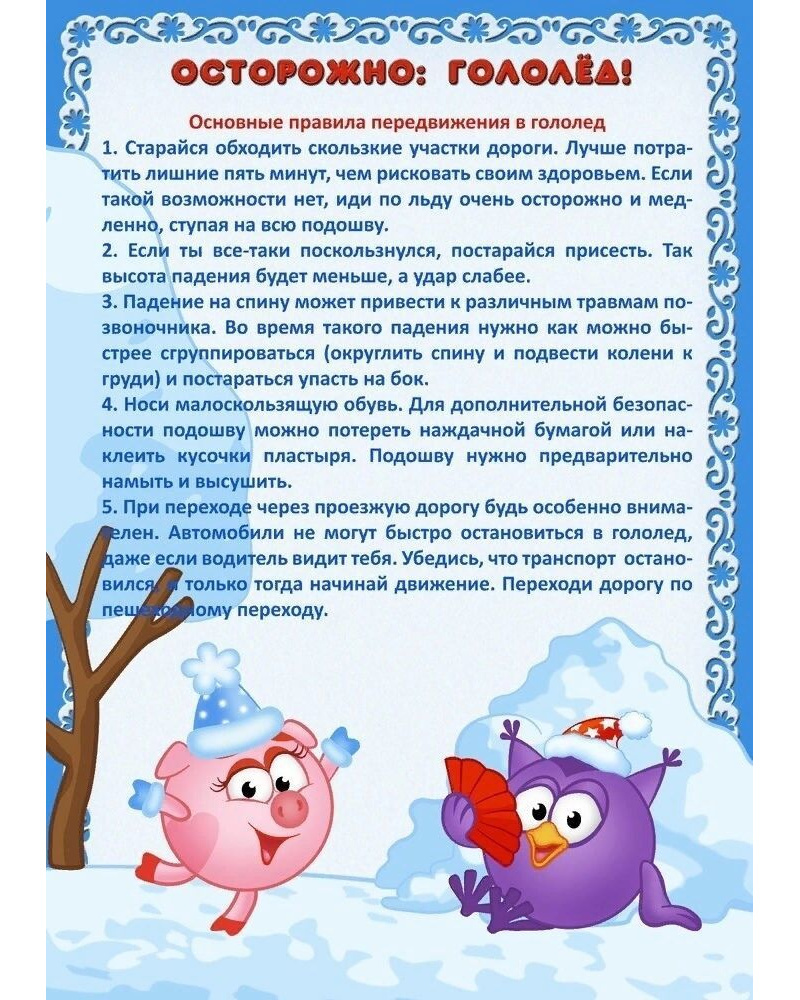 ОСТОРОЖНО: ГОЛОЛЁД!
Основные правила передвижения в гололед
1. Старайся обходить скользкие участки дороги. Лучше потра-
тить лишние пять минут, чем рисковать своим здоровьем. Если
такой возможности нет, иди по льду очень осторожно и мед-
ленно, ступая на всю подошву.
2. Если ты все-таки поскользнулся, постарайся присесть. Так
высота падения будет меньше, а удар слабее.
3. Падение на спину может привести к различным травмам по-
звоночника. Во время такого падения нужно как можно бы-
стрее сгруппироваться (округлить спину и подвести колени к
груди) и постараться упасть на бок.
4. Носи малоскользящую обувь. Для дополнительной безопас-
ности подошву можно потереть наждачной бумагой или на-
клеить кусочки пластыря. Подошву нужно предварительно
намыть и высушить.
5. При переходе через проезжую дорогу будь особенно внима-
телен. Автомобили не могут быстро остановиться в гололед,
даже если водитель видит тебя. Убедись, что транспорт остано-
вился, и только тогда начинай движение. Переходи дорогу по
пешеходному переходу.